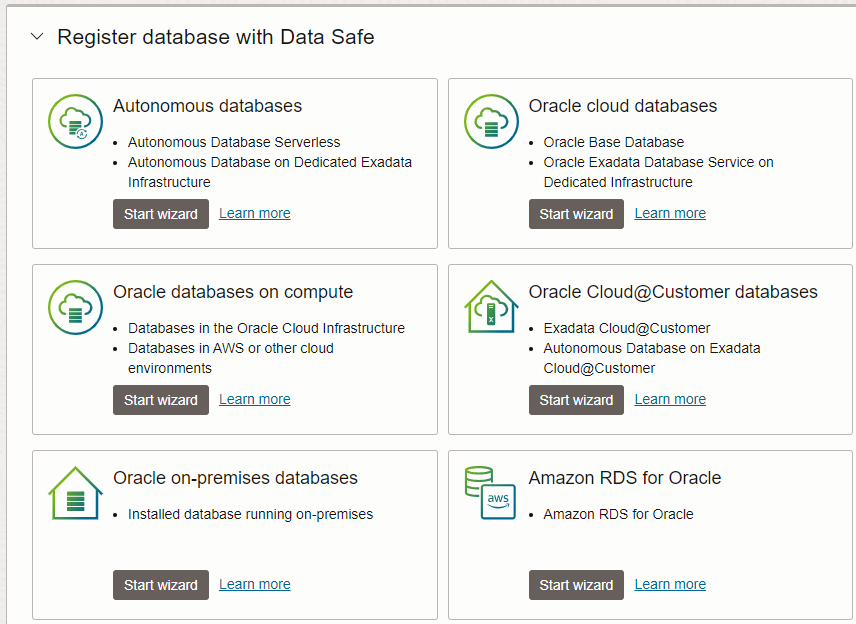 Register database with Data Safe
Autonomous databases
• Autonomous Database Serverless
• Autonomous Database on Dedicated Exadata
Infrastructure
Start wizard Learn more
Oracle cloud databases
• Oracle Base Database
• Oracle Exadata Database Service on
Dedicated Infrastructure
Start wizard Learn more
Oracle databases on compute
• Databases in the Oracle Cloud Infrastructure
• Databases in AWS or other cloud
environments
Start wizard Learn more
Oracle Cloud@Customer databases
• Exadata Cloud@Customer
• Autonomous Database on Exadata
Cloud@Customer
Start wizard Learn more
Oracle on-premises databases
• Installed database running on-premises
Start wizard Learn more
aws
Amazon RDS for Oracle
• Amazon RDS for Oracle
Start wizard Learn more